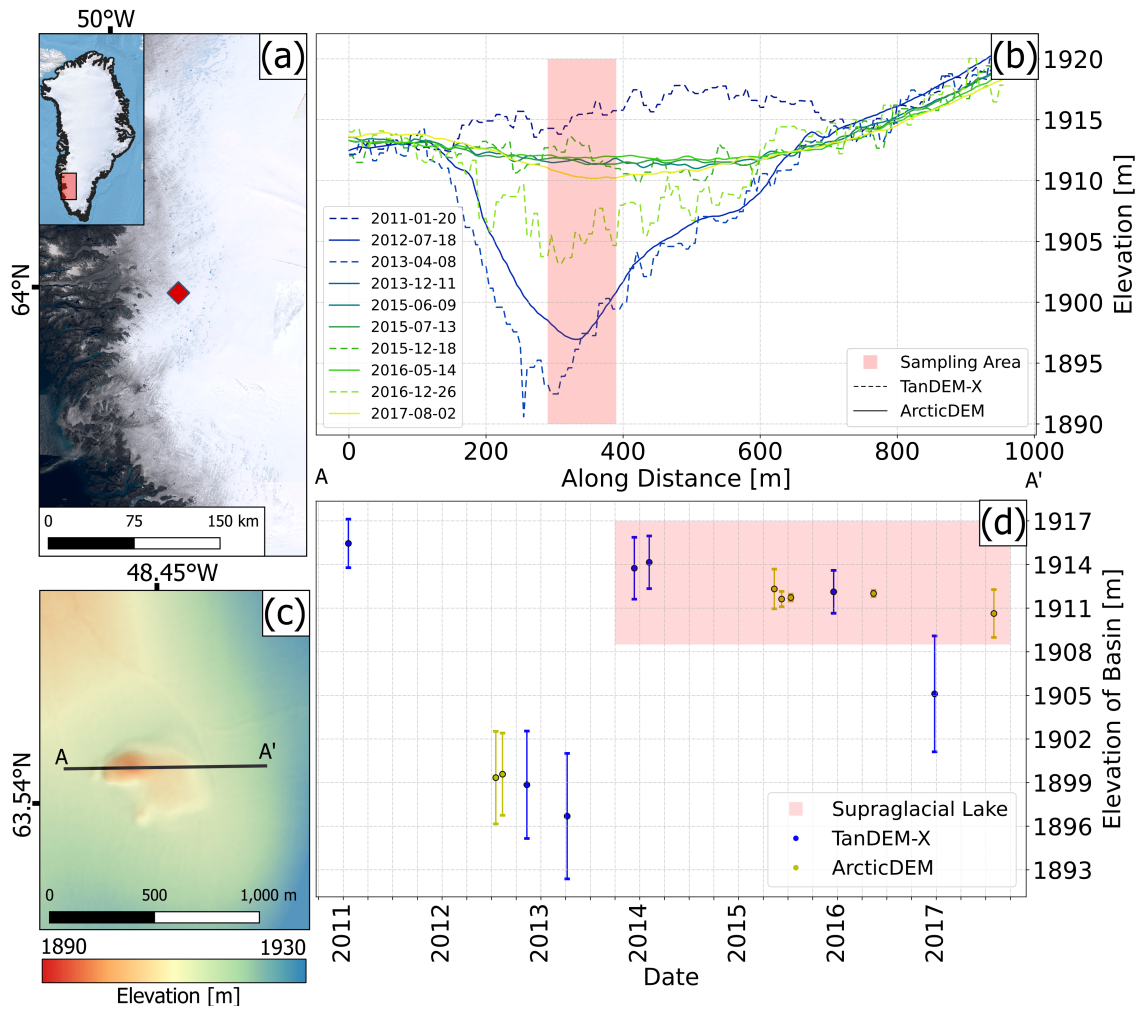 50°W
(a)
64°N
0 75 150 km
(b)
1920
1915
1910
1905
1900
1895
1890
Elevation [m]
2011-01-20
2012-07-18
2013-04-08
2013-12-11
2015-06-09
2015-07-13
2015-12-18
2016-05-14
2016-12-26
2017-08-02
Sampling Area
TanDEM-X
ArcticDEM
0 200 400 600 800 1000
A Along Distance [m] A'
48.45°W
(c)
A A'
63.54°N
0 500 1,000 m
1890 1930
Elevation [m]
(d)
1917
1914
1911
1908
1905
1902
1899
1896
1893
Elevation of Basin [m]
Supraglacial Lake
TanDEM-X
ArcticDEM
2011 2012 2013 2014 2015 2016 2017
Date